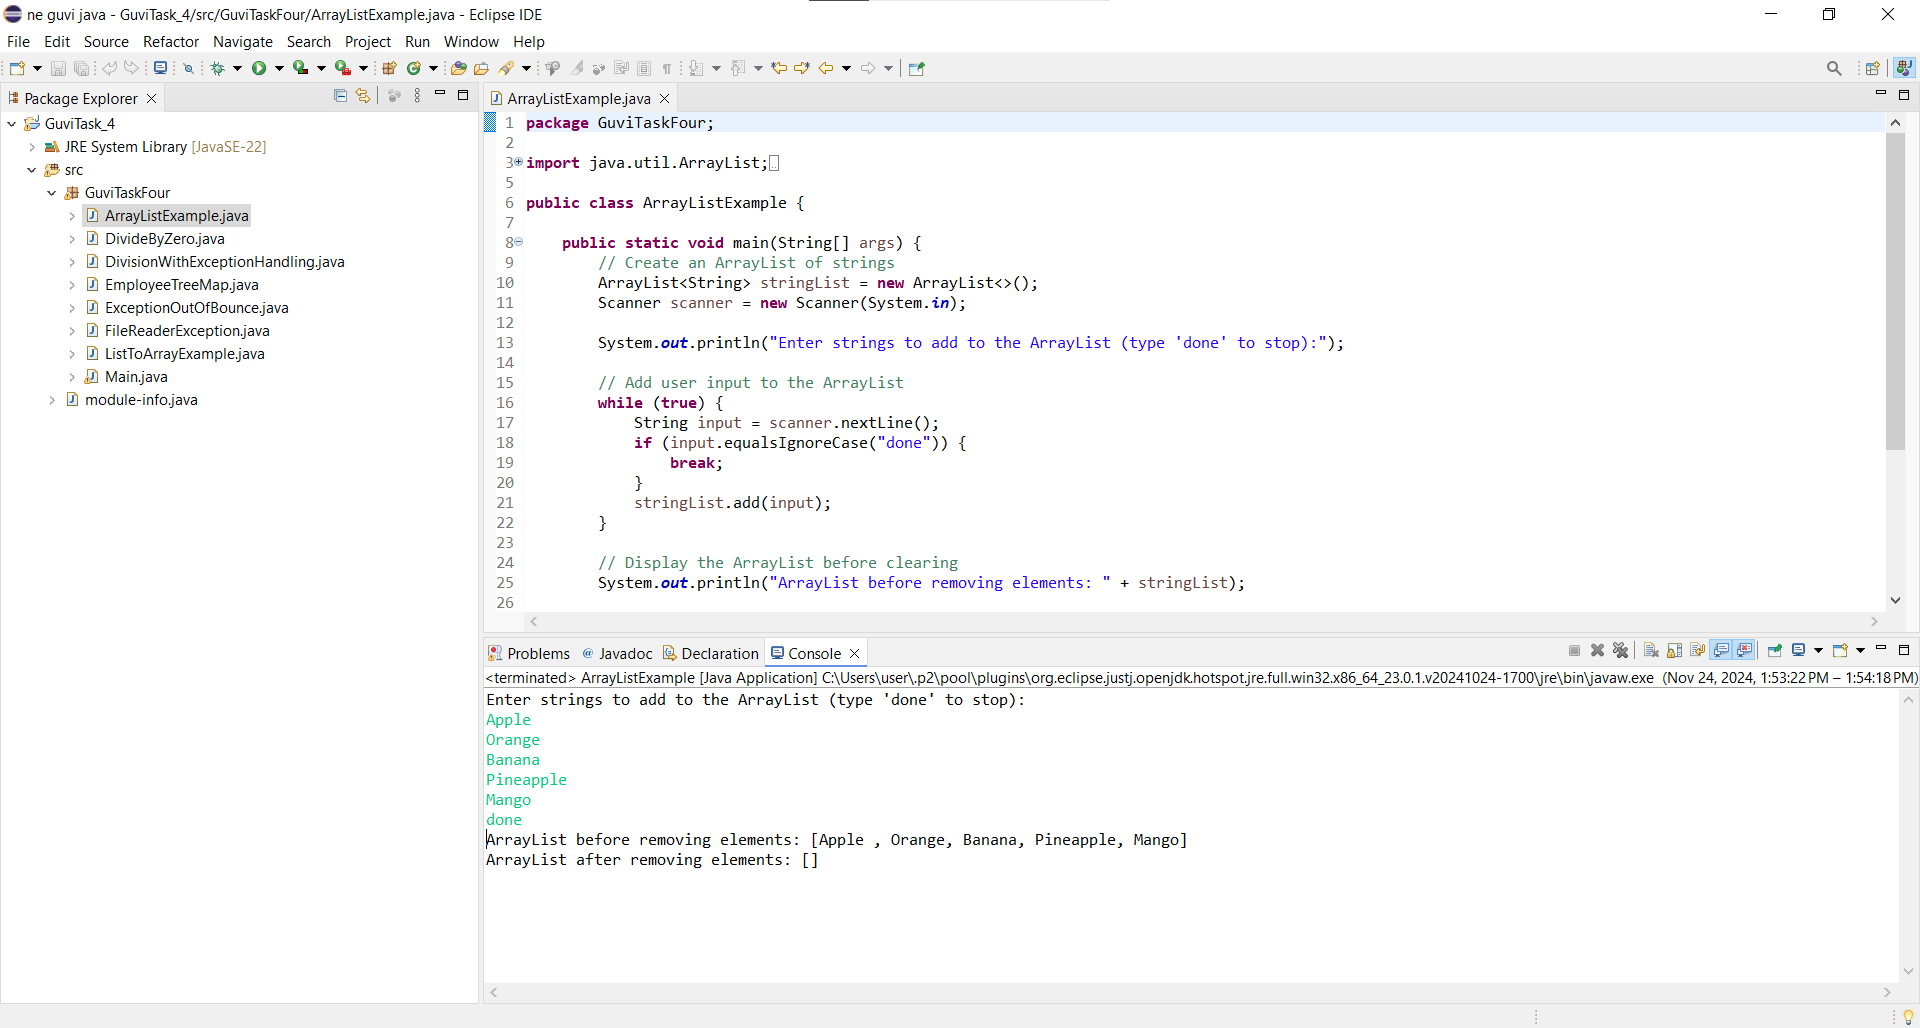 ne guvi java - GuviTask_4/src/GuviTaskFour/ArrayListExample.java - Eclipse IDE
File Edit Source Refactor Navigate Search Project Run Window Help
Package Explorer
GuviTask_4
JRE System Library [JavaSE-22]
src
GuviTaskFour
ArrayListExample.java
DivideByZero.java
DivisionWithExceptionHandling.java
EmployeeTreeMap.java
ExceptionOutOfBounce.java
FileReaderException.java
ListToArrayExample.java
Main.java
module-info.java
ArrayListExample.java
1 package GuviTaskFour;
2
3 import java.util.ArrayList;
5
6 public class ArrayListExample {
7
8     public static void main(String[] args) {
9         // Create an ArrayList of strings
10         ArrayList<String> stringList = new ArrayList<>();
11         Scanner scanner = new Scanner(System.in);
12
13         System.out.println("Enter strings to add to the ArrayList (type 'done' to stop):");
14
15         // Add user input to the ArrayList
16         while (true) {
17             String input = scanner.nextLine();
18             if (input.equalsIgnoreCase("done")) {
19                 break;
20             }
21             stringList.add(input);
22         }
23
24         // Display the ArrayList before clearing
25         System.out.println("ArrayList before removing elements: " + stringList);
26
Problems @ Javadoc Declaration Console
<terminated> ArrayListExample [Java Application] C:\Users\user\.p2\pool\plugins\org.eclipse.justj.openjdk.hotspot.jre.full.win32.x86_64_23.0.1.v20241024-1700\jre\bin\javaw.exe (Nov 24, 2024, 1:53:22 PM – 1:54:18 PM)
Enter strings to add to the ArrayList (type 'done' to stop):
Apple
Orange
Banana
Pineapple
Mango
done
ArrayList before removing elements: [Apple , Orange, Banana, Pineapple, Mango]
ArrayList after removing elements: []